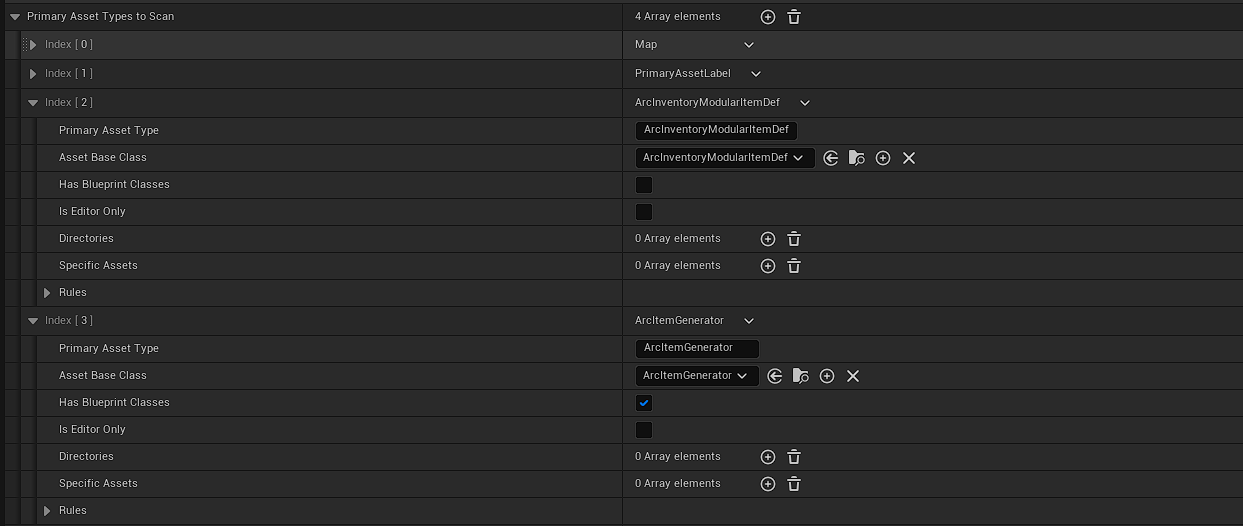 Primary Asset Types to Scan 4 Array elements
Index [ 0 ] Map
Index [ 1 ] PrimaryAssetLabel
Index [ 2 ] ArcInventoryModularItemDef
Primary Asset Type ArcInventoryModularItemDef
Asset Base Class ArcInventoryModularItemDef
Has Blueprint Classes
Is Editor Only
Directories 0 Array elements
Specific Assets 0 Array elements
Rules
Index [ 3 ] ArcItemGenerator
Primary Asset Type ArcItemGenerator
Asset Base Class ArcItemGenerator
Has Blueprint Classes
Is Editor Only
Directories 0 Array elements
Specific Assets 0 Array elements
Rules